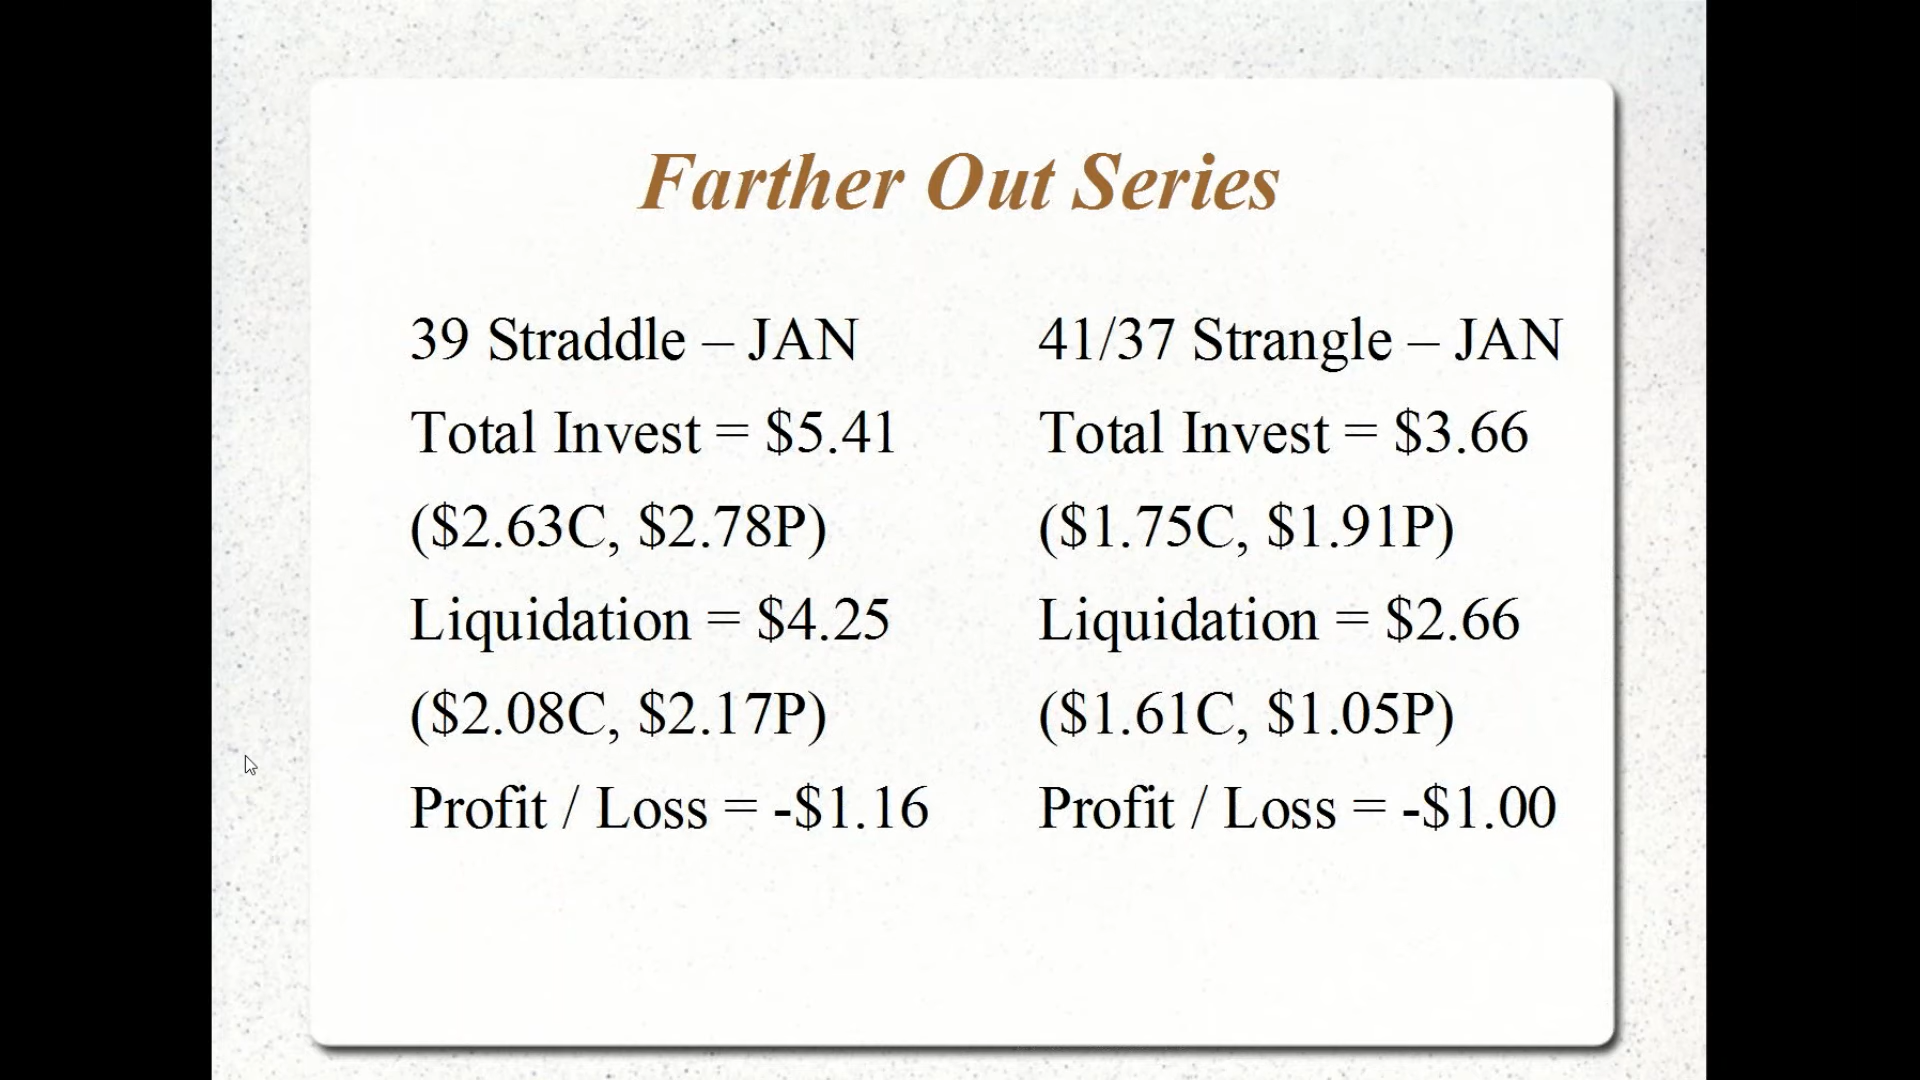 Farther Out Series
39 Straddle – JAN
Total Invest = $5.41
($2.63C, $2.78P)
Liquidation = $4.25
($2.08C, $2.17P)
Profit / Loss = -$1.16
41/37 Strangle – JAN
Total Invest = $3.66
($1.75C, $1.91P)
Liquidation = $2.66
($1.61C, $1.05P)
Profit / Loss = -$1.00